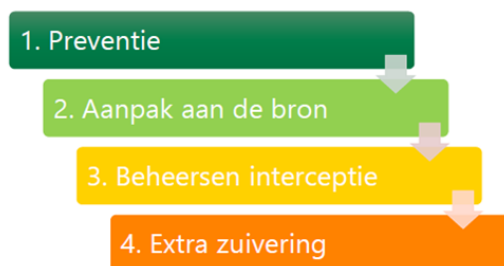 1. Preventie
2. Aanpak aan de bron
3. Beheersen interceptie
4. Extra zuivering